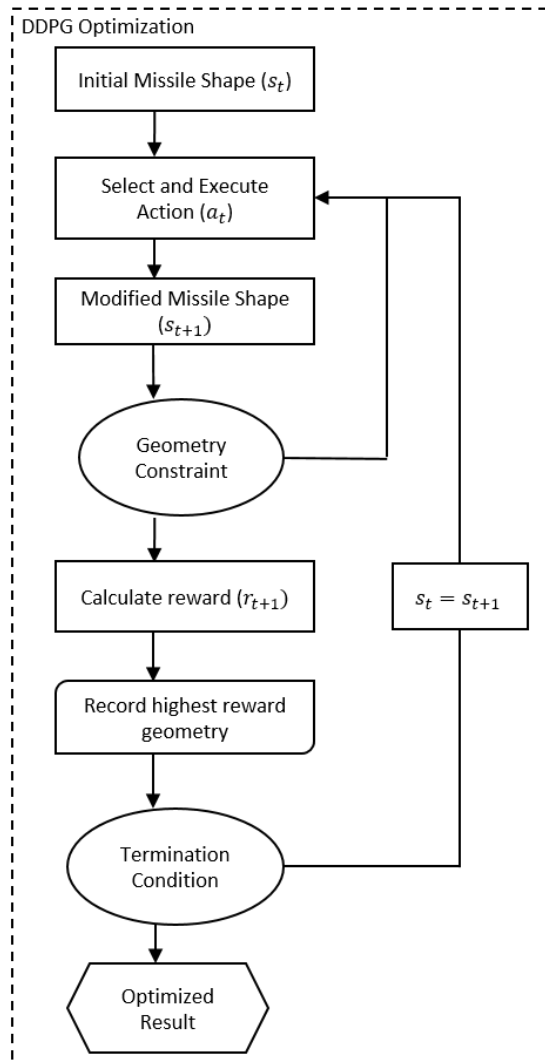 DDPG Optimization
Initial Missile Shape (sₜ)
Select and Execute
Action (aₜ)
Modified Missile Shape
(sₜ₊₁)
Geometry
Constraint
Calculate reward (rₜ₊₁)
sₜ = sₜ₊₁
Record highest reward
geometry
Termination
Condition
Optimized
Result